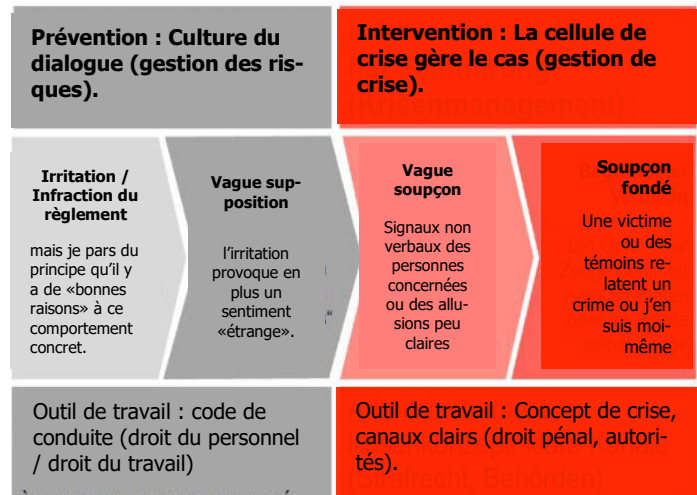 Prévention : Culture du
dialogue (gestion des ris-
ques).
Intervention : La cellule de
crise gère le cas (gestion de
crise).
Irritation /
Infraction du
règlement
mais je pars du
principe qu'il y
a de «bonnes
raisons» à ce
comportement
concret.
Vague sup-
position
l'irritation
provoque en
plus un
sentiment
«étrange».
Vague
soupçon
Signaux non
verbaux des
personnes
concernées
ou des allu-
sions peu
claires
Soupçon
fondé
Une victime
ou des
témoins re-
latent un
crime ou j'en
suis moi-
même
Outil de travail : code de
conduite (droit du personnel
/ droit du travail)
Outil de travail : Concept de crise,
canaux clairs (droit pénal, autori-
tés).
(Strafrecht, Behörden)